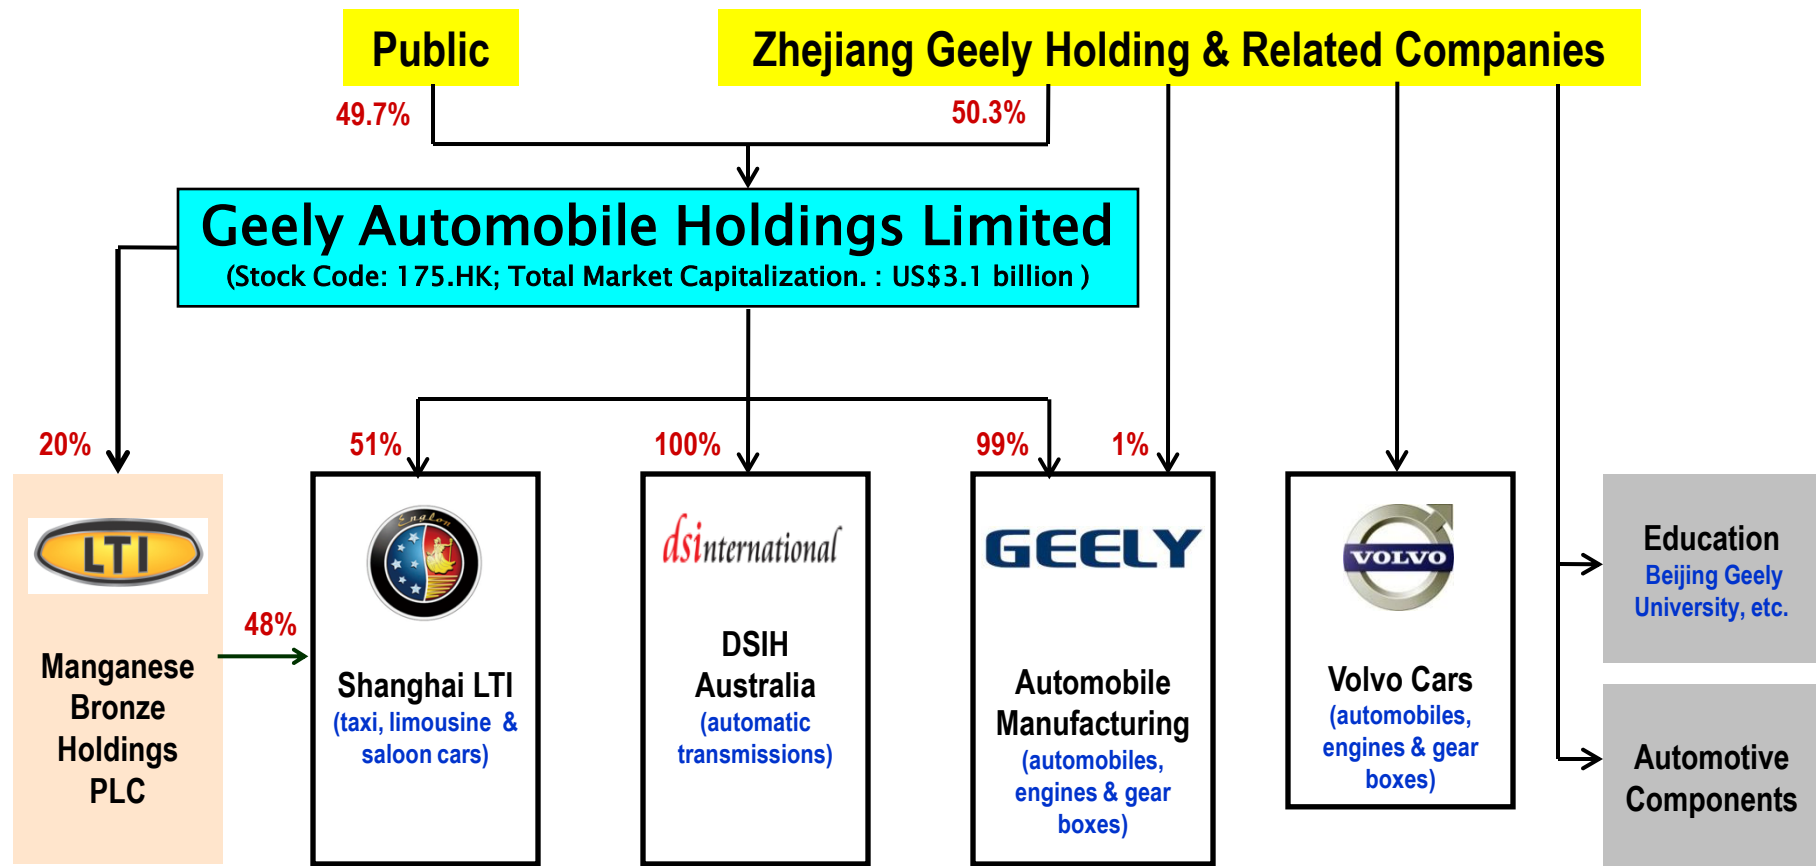 Public
Zhejiang Geely Holding & Related Companies
49.7%
50.3%
Geely Automobile Holdings Limited
(Stock Code: 175.HK; Total Market Capitalization. : US$3.1 billion )
20%
51%
100%
99%
1%
LTI
Manganese
Bronze
Holdings
PLC
48%
Englon
Shanghai LTI
(taxi, limousine &
saloon cars)
dsinternational
DSIH
Australia
(automatic
transmissions)
GEELY
Automobile
Manufacturing
(automobiles,
engines & gear
boxes)
VOLVO
Volvo Cars
(automobiles,
engines & gear
boxes)
Education
Beijing Geely
University, etc.
Automotive
Components